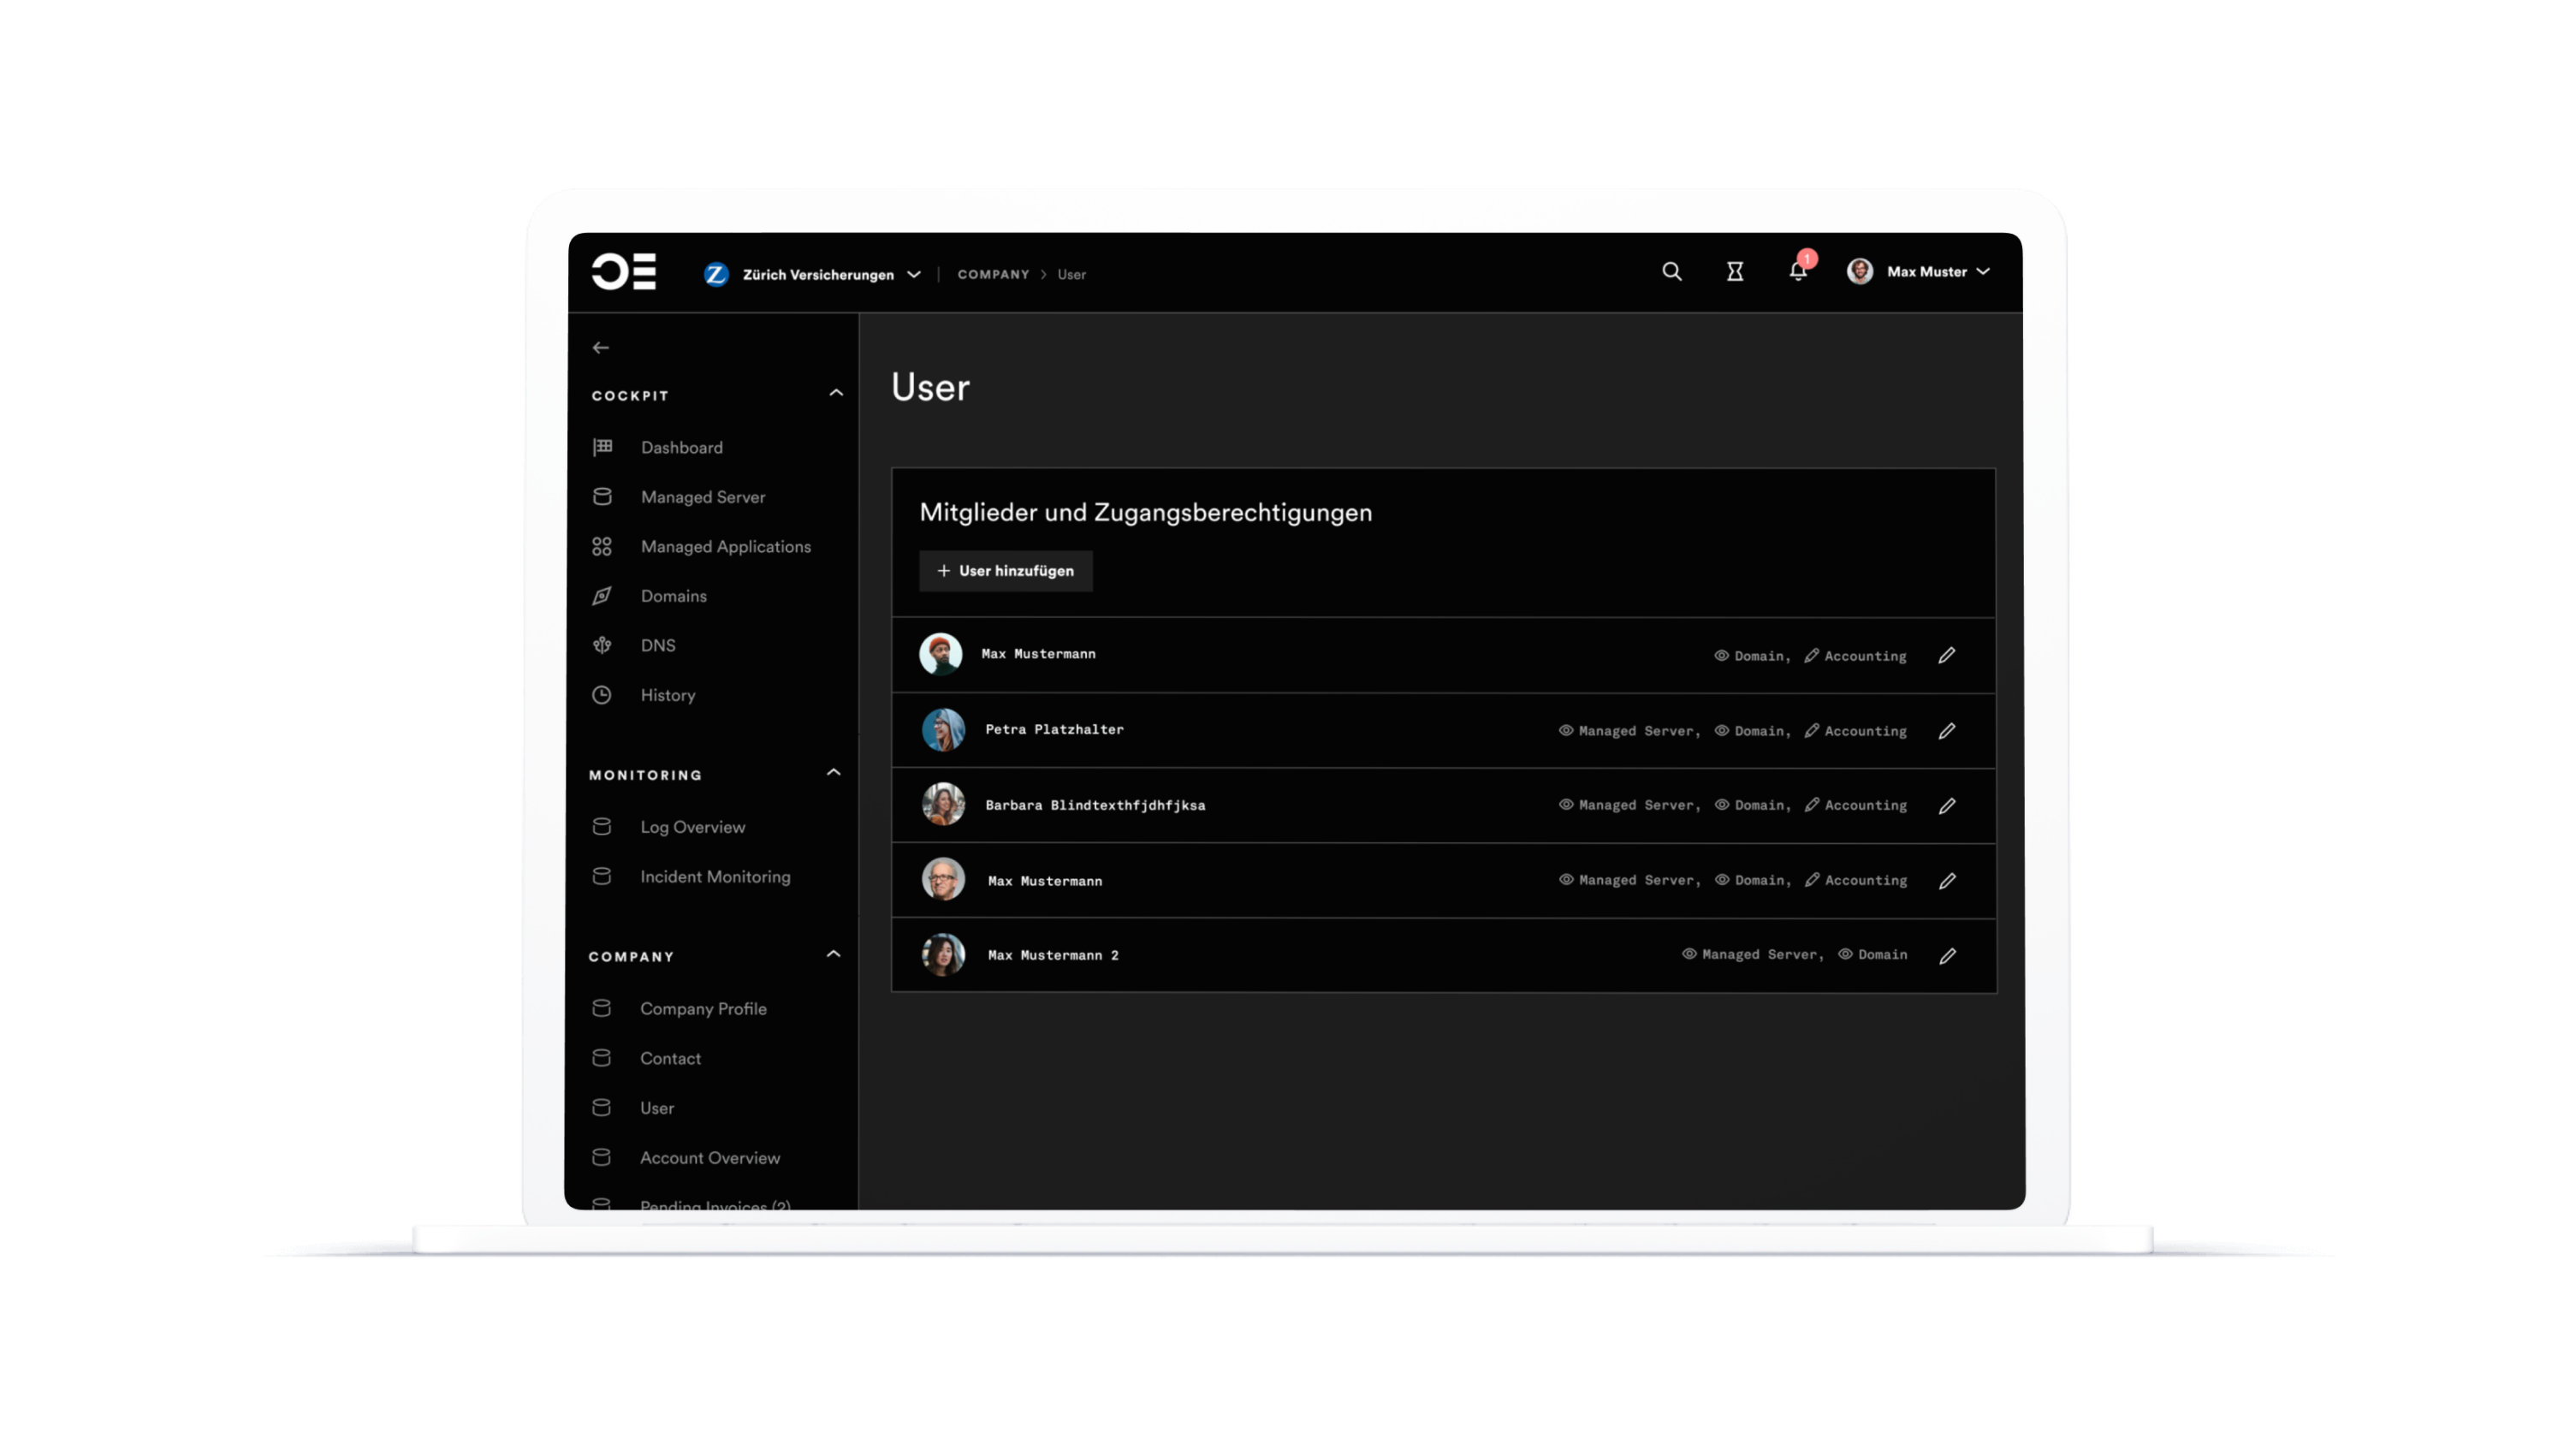 Zürich Versicherungen
COMPANY > User
1
Max Muster
COCKPIT
Dashboard
Managed Server
Managed Applications
Domains
DNS
History
MONITORING
Log Overview
Incident Monitoring
COMPANY
Company Profile
Contact
User
Account Overview
Pending Invoices (2)
User
Mitglieder und Zugangsberechtigungen
+ User hinzufügen
Max Mustermann Domain, Accounting
Petra Platzhalter Managed Server, Domain, Accounting
Barbara Blindtexthfjdhfjksa Managed Server, Domain, Accounting
Max Mustermann Managed Server, Domain, Accounting
Max Mustermann 2 Managed Server, Domain